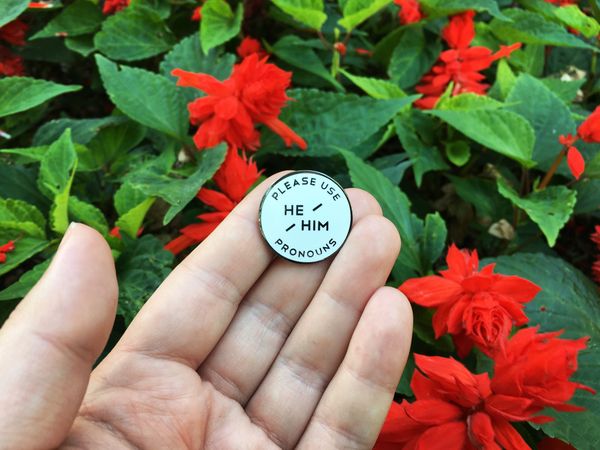 PLEASE USE
HE /
/ HIM
PRONOUNS